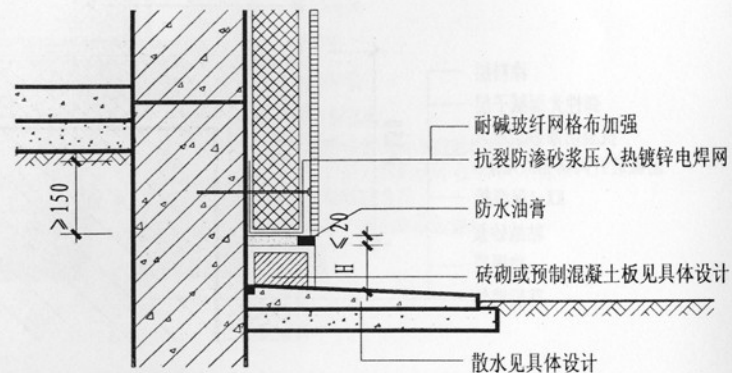 耐碱玻纤网格布加强
抗裂防渗砂浆压入热镀锌电焊网
≥150
≤20
防水油膏
H
砖砌或预制混凝土板见具体设计
散水见具体设计